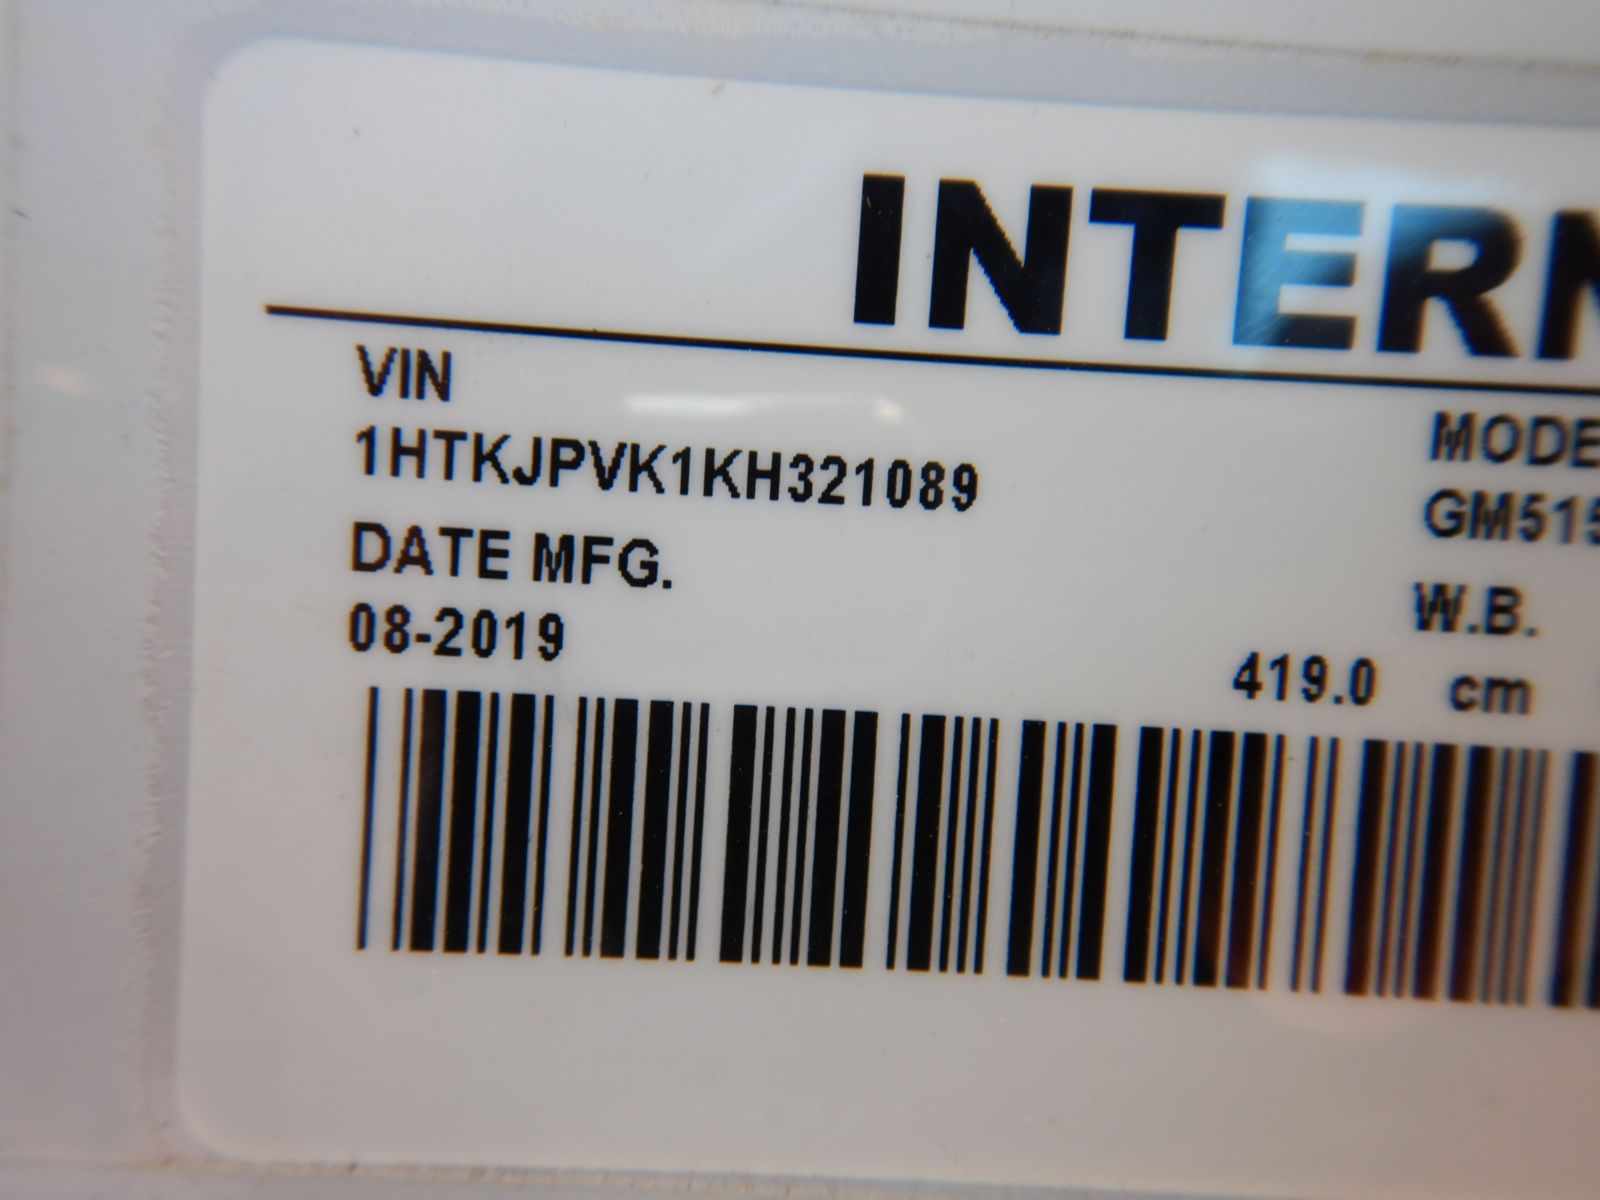 INTERN
VIN
1HTKJPVK1KH321089
MODE
GM515
DATE MFG.
08-2019
W.B.
419.0 cm